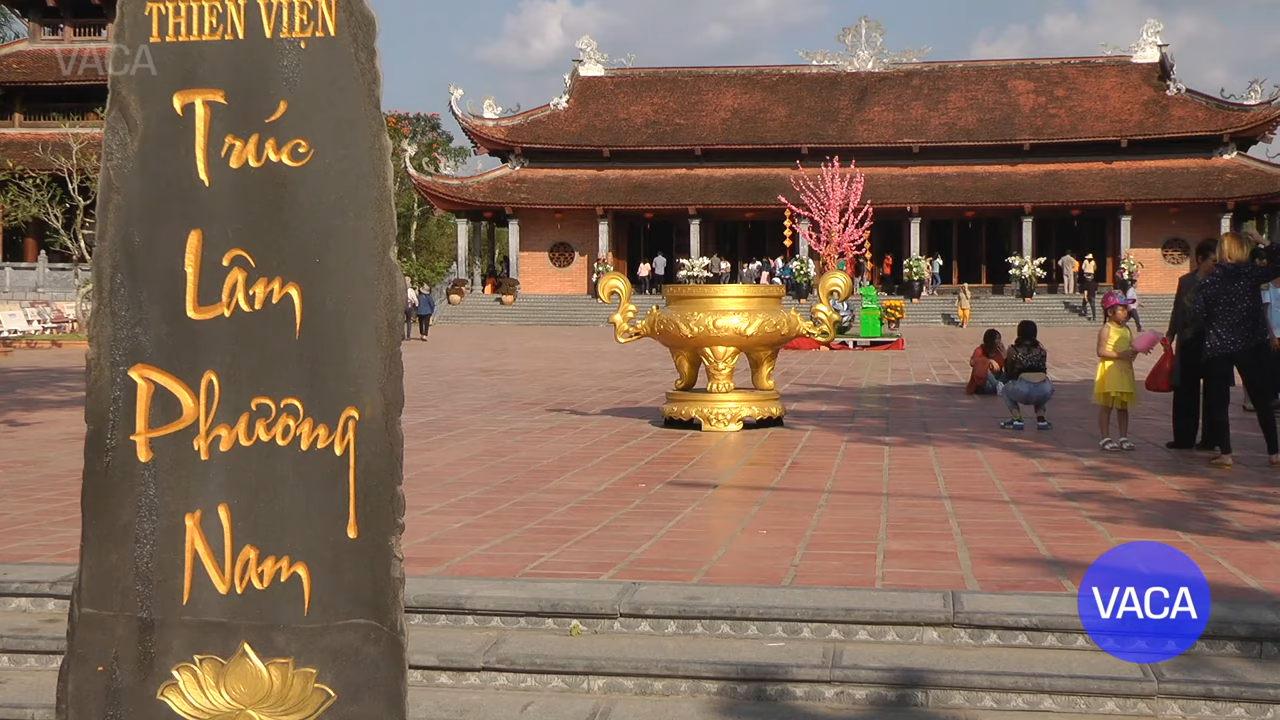 THIỀN VIỆN
VACA
Trúc
Lâm
Phương
Nam
VACA